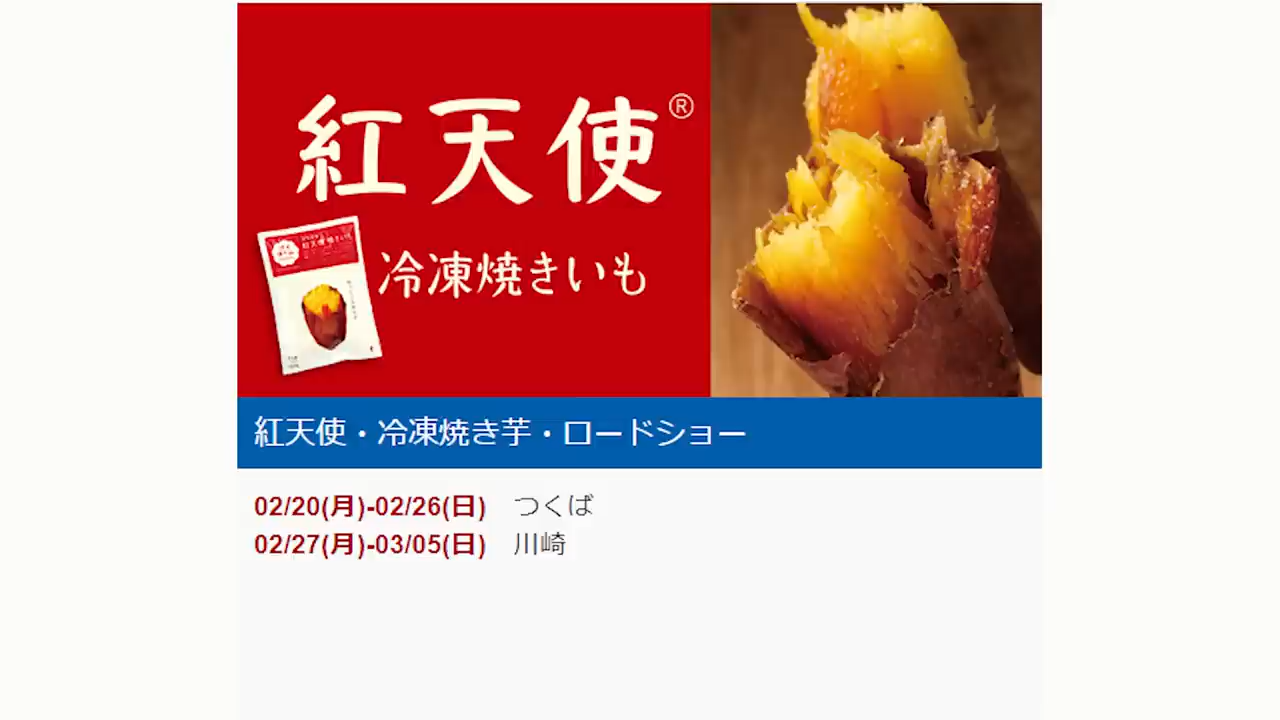 紅天使®
冷凍焼きいも
紅天使・冷凍焼き芋・ロードショー
02/20(月)-02/26(日) つくば
02/27(月)-03/05(日) 川崎